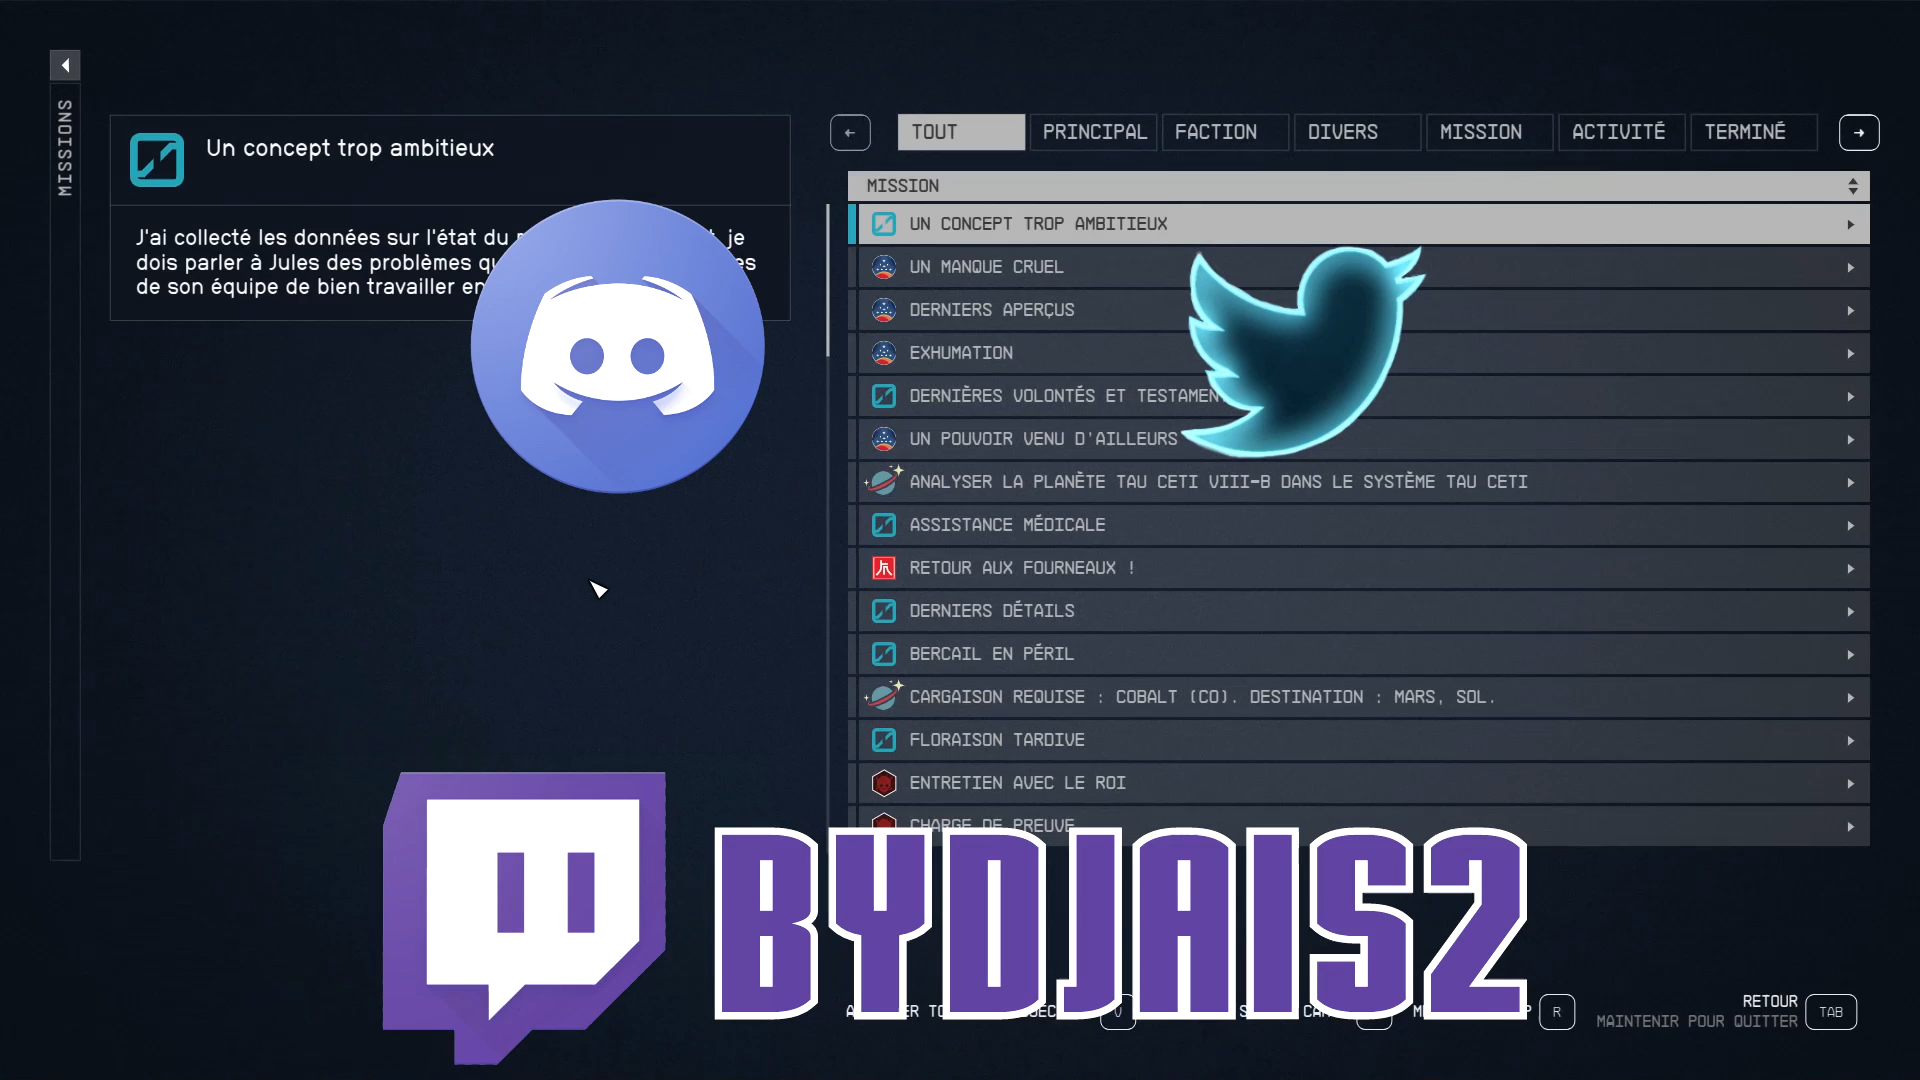 MISSIONS
Un concept trop ambitieux
J'ai collecté les données sur l'état du je
dois parler à Jules des problèmes
de son équipe de bien travailler en
TOUT PRINCIPAL FACTION DIVERS MISSION ACTIVITÉ TERMINÉ
MISSION
UN CONCEPT TROP AMBITIEUX
UN MANQUE CRUEL
DERNIERS APERÇUS
EXHUMATION
DERNIÈRES VOLONTÉS ET TESTAMENT
UN POUVOIR VENU D'AILLEURS
ANALYSER LA PLANÈTE TAU CETI VIII-B DANS LE SYSTÈME TAU CETI
ASSISTANCE MÉDICALE
RETOUR AUX FOURNEAUX !
DERNIERS DÉTAILS
BERCAIL EN PÉRIL
CARGAISON REQUISE : COBALT (CO). DESTINATION : MARS, SOL.
FLORAISON TARDIVE
ENTRETIEN AVEC LE ROI
CHARGE DE PREUVE
BYDJAIS2
R
RETOUR
MAINTENIR POUR QUITTER TAB